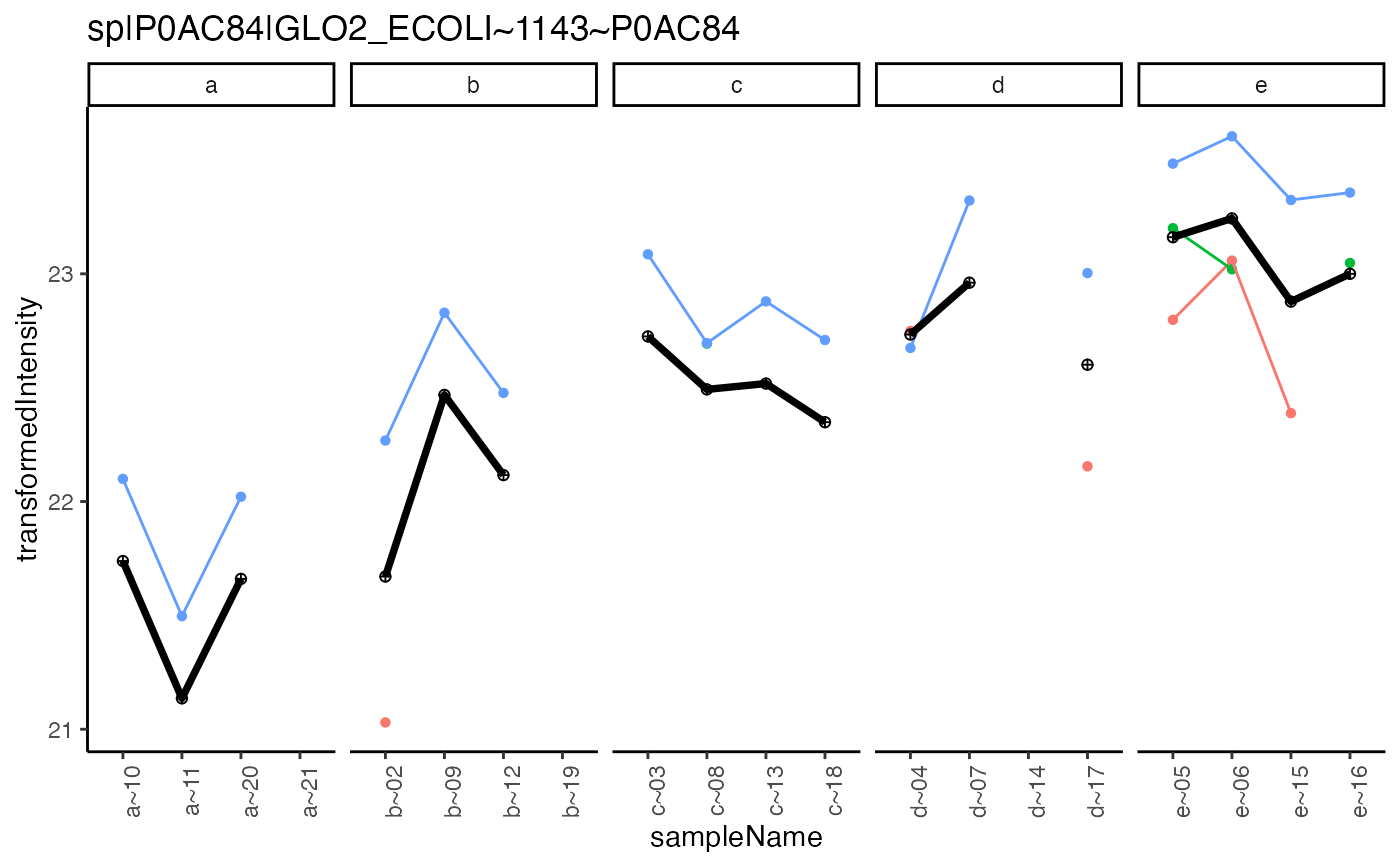 sp|P0AC84|GLO2_ECOLI~1143~P0AC84
a b c d e
transformedIntensity
23
22
21
a~10 a~11 a~20 a~21 b~02 b~09 b~12 b~19 c~03 c~08 c~13 c~18 d~04 d~07 d~14 d~17 e~05 e~06 e~15 e~16
sampleName